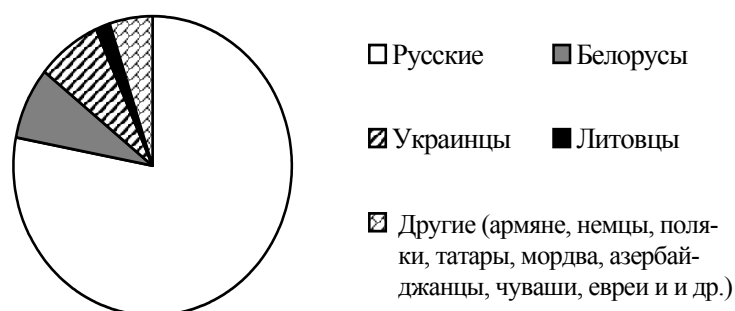 Русские
Белорусы
Украинцы
Литовцы
Другие (армяне, немцы, поля-
ки, татары, мордва, азербай-
джанцы, чуваши, евреи и и др.)